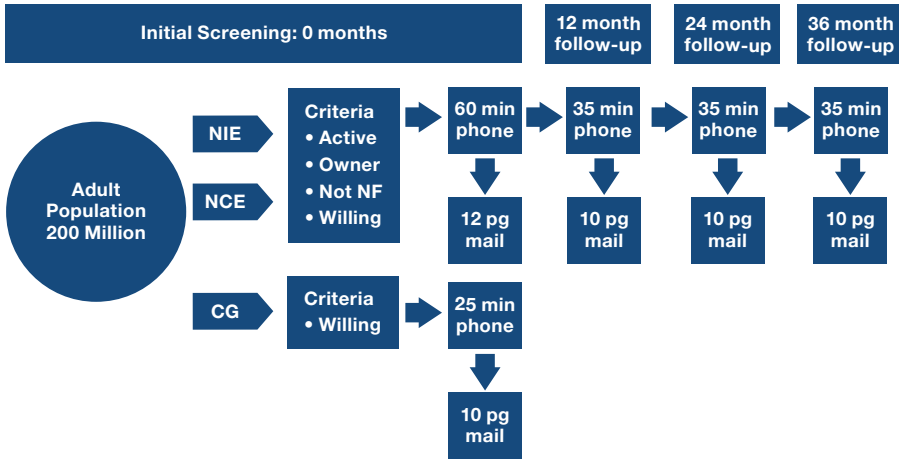 Initial Screening: 0 months
12 month
follow-up
24 month
follow-up
36 month
follow-up
Adult
Population
200 Million
NIE
NCE
Criteria
• Active
• Owner
• Not NF
• Willing
60 min
phone
35 min
phone
35 min
phone
35 min
phone
12 pg
mail
10 pg
mail
10 pg
mail
10 pg
mail
CG
Criteria
• Willing
25 min
phone
10 pg
mail